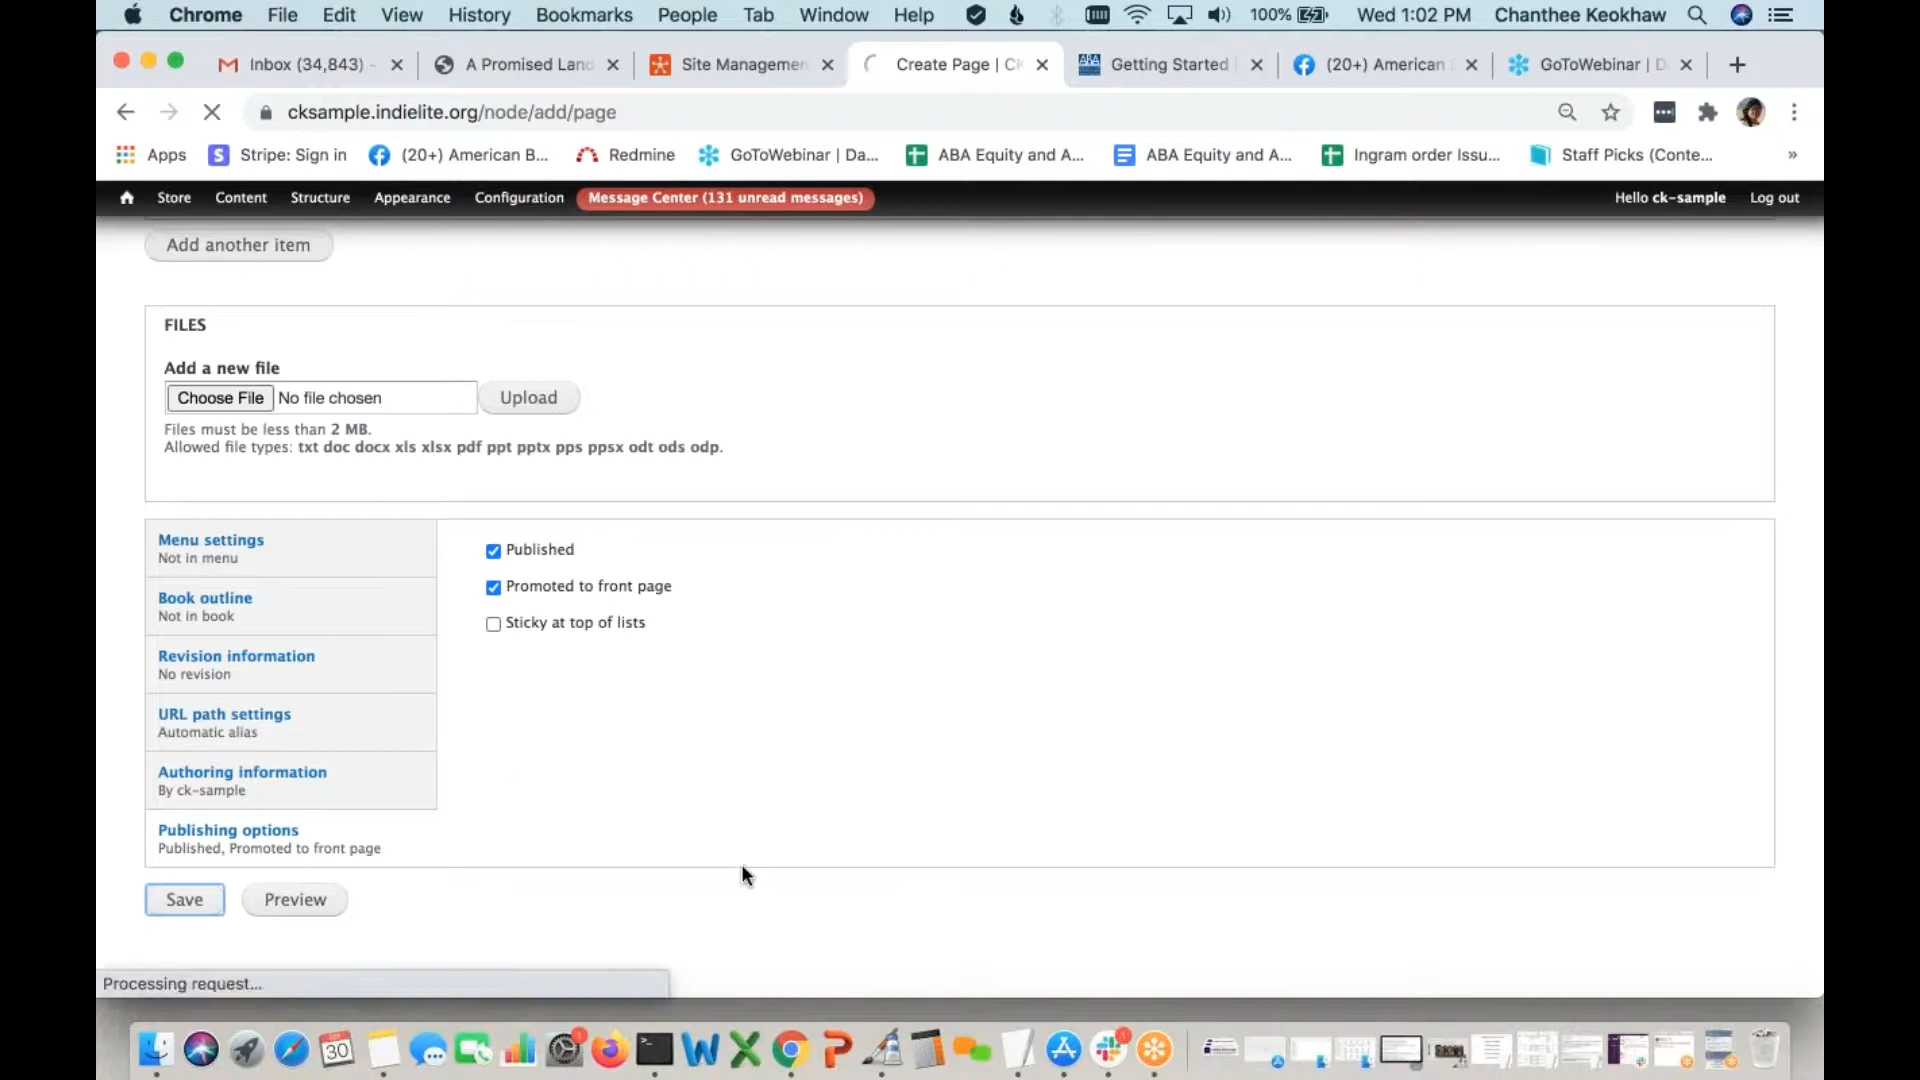 Chrome File Edit View History Bookmarks People Tab Window Help 100% Wed 1:02 PM Chanthee Keokhaw
Inbox (34,843) - A Promised Land Site Managemen Create Page | CK Getting Started (20+) American GoToWebinar | D
cksample.indielite.org/node/add/page
Apps Stripe: Sign in (20+) American B... Redmine GoToWebinar | Da... ABA Equity and A... ABA Equity and A... Ingram order Issu... Staff Picks (Conte... »
Store Content Structure Appearance Configuration Message Center (131 unread messages) Hello ck-sample Log out
Add another item
FILES
Add a new file
Choose File No file chosen Upload
Files must be less than 2 MB.
Allowed file types: txt doc docx xls xlsx pdf ppt pptx pps ppsx odt ods odp.
Menu settings
Not in menu
Book outline
Not in book
Revision information
No revision
URL path settings
Automatic alias
Authoring information
By ck-sample
Publishing options
Published, Promoted to front page
Published
Promoted to front page
Sticky at top of lists
Save Preview
Processing request...
30